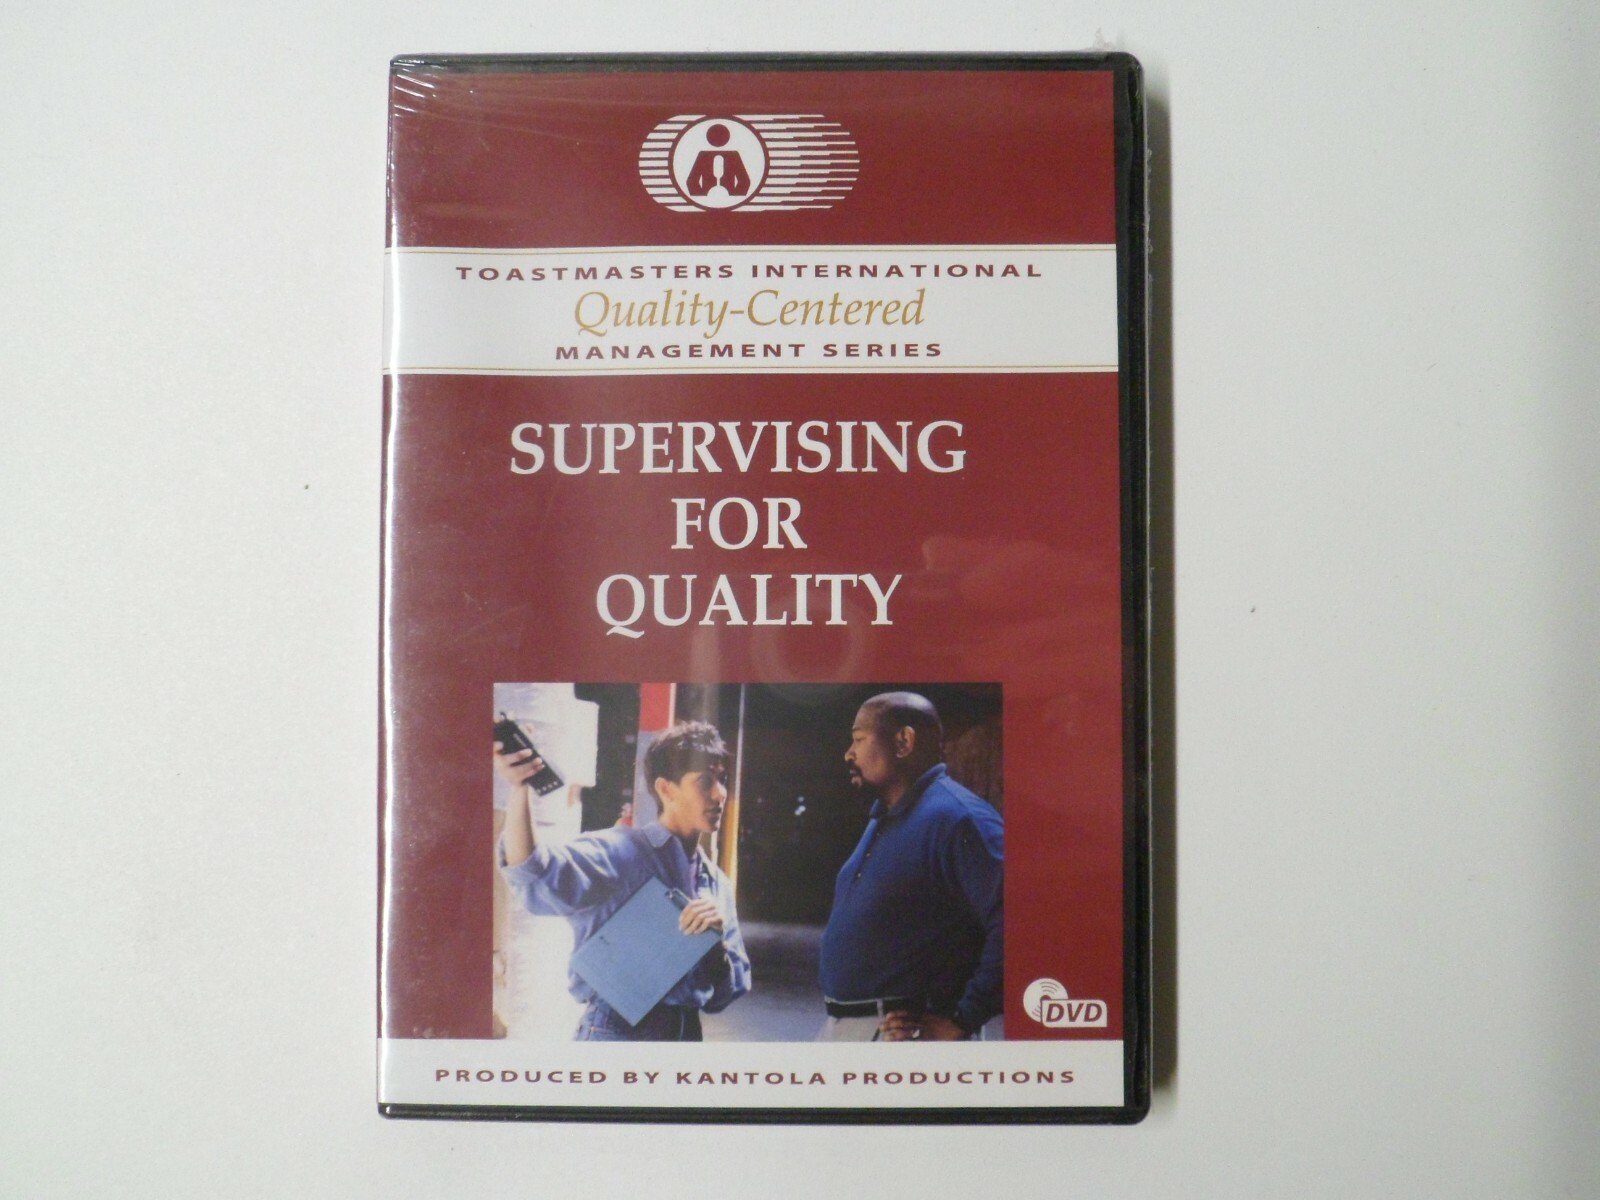 TOASTMASTERS INTERNATIONAL
Quality-Centered
MANAGEMENT SERIES
SUPERVISING
FOR
QUALITY
DVD
PRODUCED BY KANTOLA PRODUCTIONS